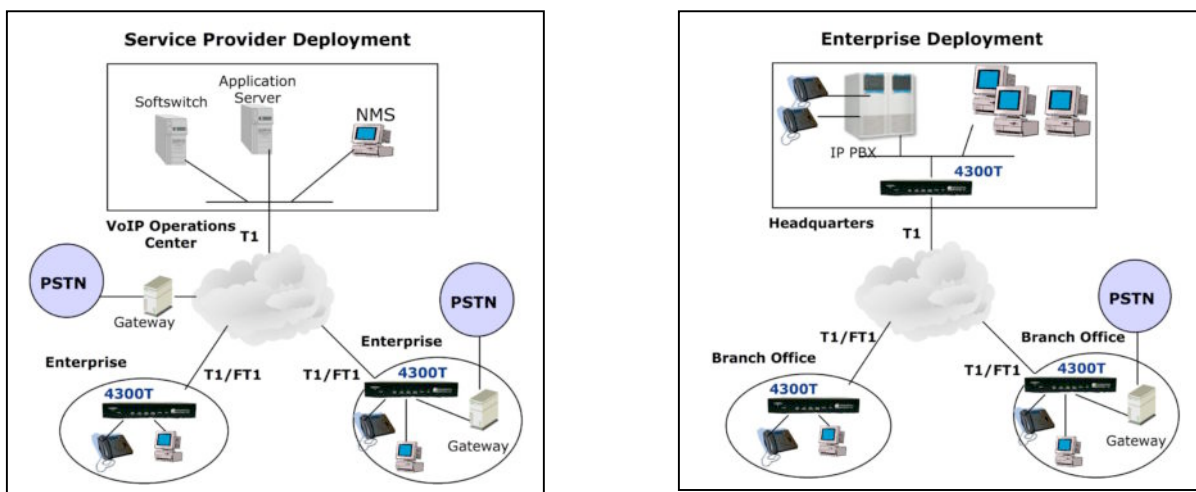 Service Provider Deployment
Softswitch
Application
Server
NMS
VoIP Operations
Center
T1
PSTN
Gateway
PSTN
Enterprise
T1/FT1
4300T
Enterprise
T1/FT1
4300T
Gateway
Enterprise Deployment
IP PBX
4300T
Headquarters
T1
PSTN
Branch Office
T1/FT1
4300T
Branch Office
T1/FT1
4300T
Gateway